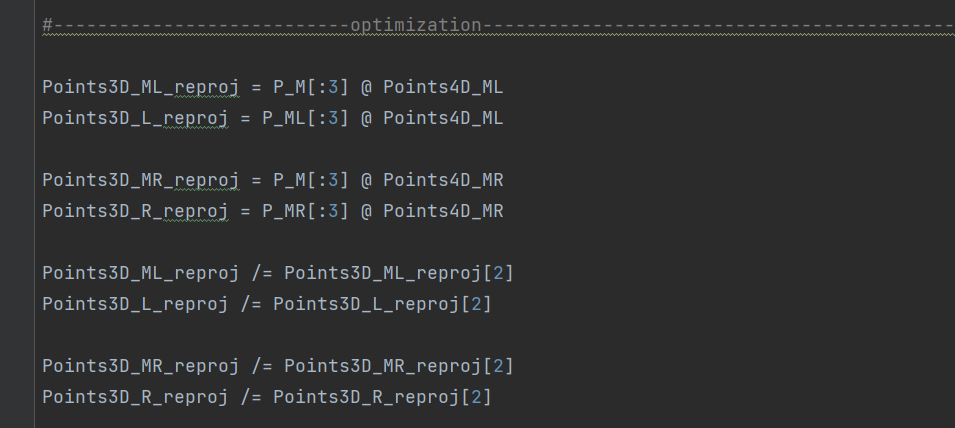 #---------------------------optimization-------------------------------------------
Points3D_ML_reproj = P_M[:3] @ Points4D_ML
Points3D_L_reproj = P_ML[:3] @ Points4D_ML
Points3D_MR_reproj = P_M[:3] @ Points4D_MR
Points3D_R_reproj = P_MR[:3] @ Points4D_MR
Points3D_ML_reproj /= Points3D_ML_reproj[2]
Points3D_L_reproj /= Points3D_L_reproj[2]
Points3D_MR_reproj /= Points3D_MR_reproj[2]
Points3D_R_reproj /= Points3D_R_reproj[2]